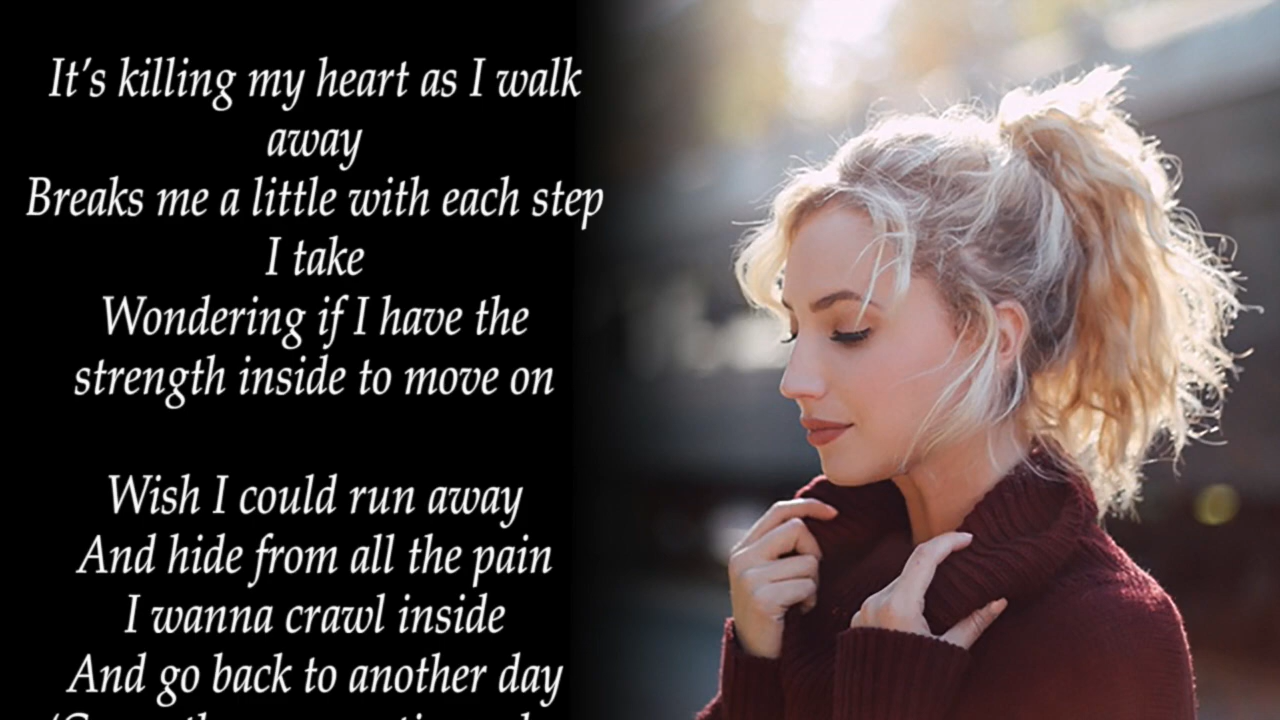 It’s killing my heart as I walk
away
Breaks me a little with each step
I take
Wondering if I have the
strength inside to move on
Wish I could run away
And hide from all the pain
I wanna crawl inside
And go back to another day